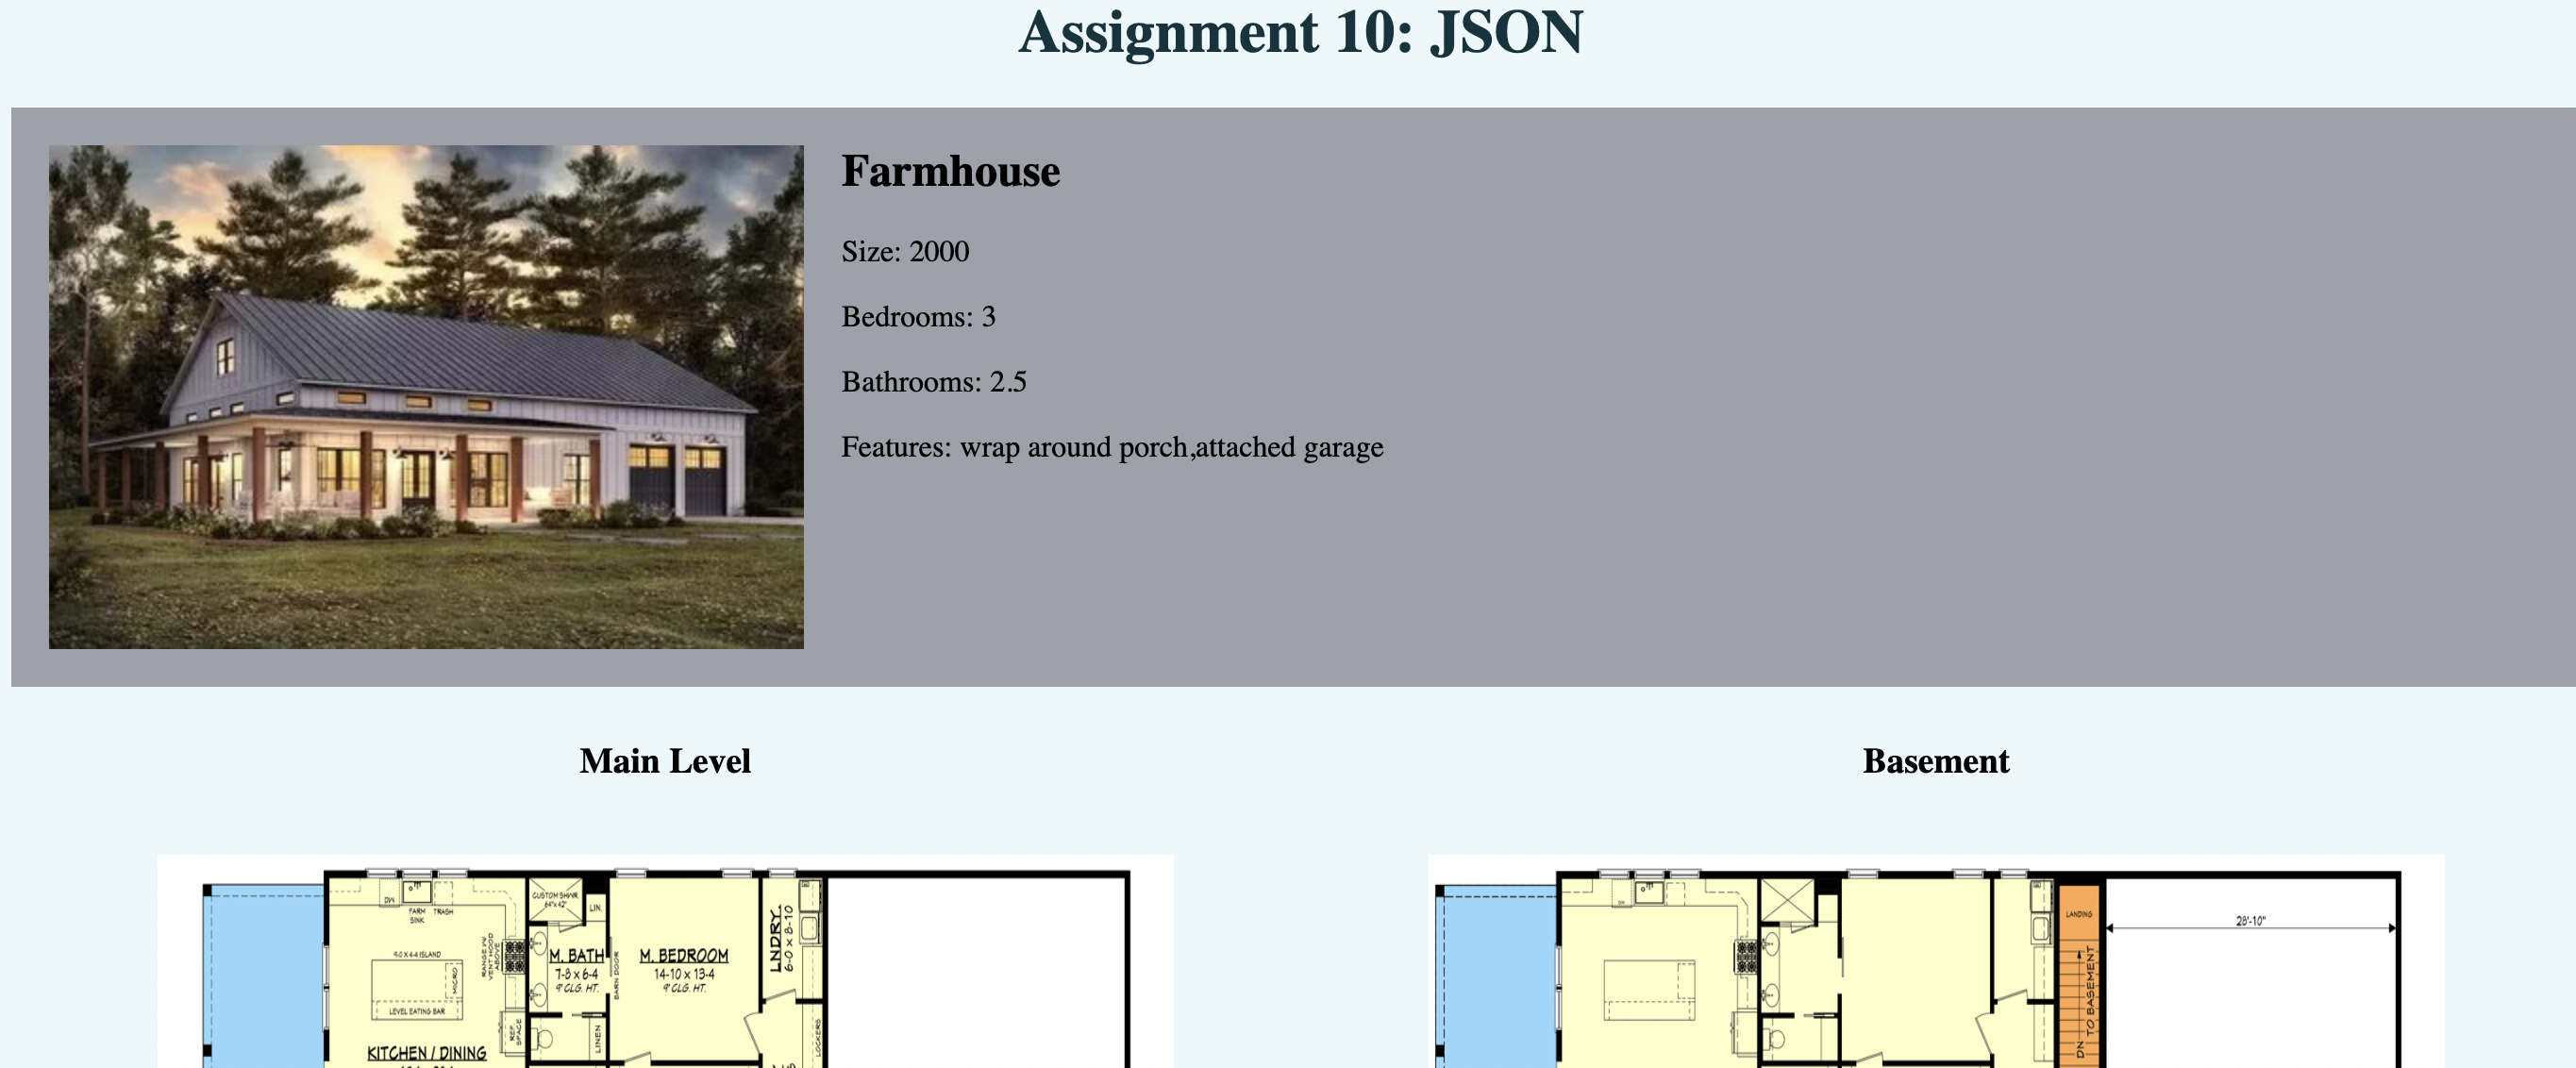 Assignment 10: JSON
Farmhouse
Size: 2000
Bedrooms: 3
Bathrooms: 2.5
Features: wrap around porch,attached garage
Main Level
Basement
DW
FARM
SINK
TRASH
RANGE W/
VENT HOOD
ABOVE
9-0 X 4-4 ISLAND
MICRO
LEVEL EATING BAR
REF.
SPACE
KITCHEN / DINING
CUSTOM SHWR.
64"x 42"
LIN.
M. BATH
7-8 x 6-4
9' CLG. HT.
BARN DOOR
LINEN
M. BEDROOM
14-10 x 13-4
9' CLG. HT.
LNDRY.
6-0 x 8-10
LOCKERS
LANDING
DN
TO BASEMENT
28'-10"